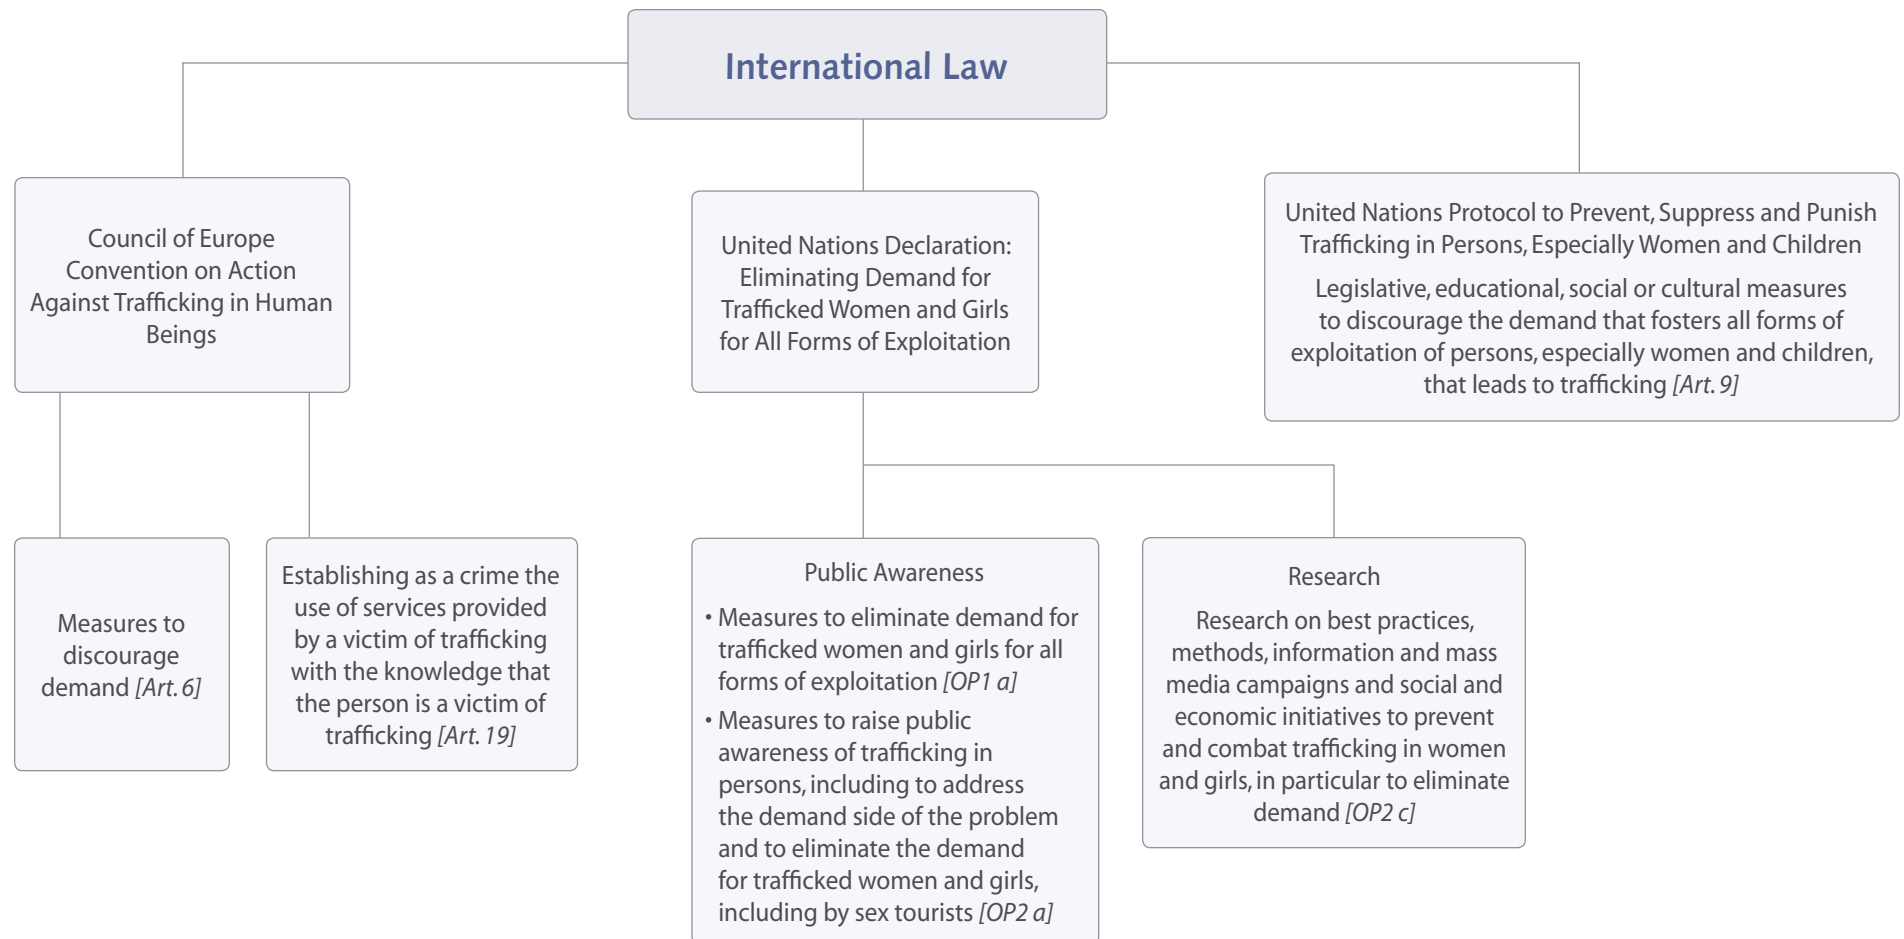 International Law
Council of Europe
Convention on Action
Against Trafficking in Human
Beings
United Nations Declaration:
Eliminating Demand for
Trafficked Women and Girls
for All Forms of Exploitation
United Nations Protocol to Prevent, Suppress and Punish
Trafficking in Persons, Especially Women and Children
Legislative, educational, social or cultural measures
to discourage the demand that fosters all forms of
exploitation of persons, especially women and children,
that leads to trafficking [Art. 9]
Measures to
discourage
demand [Art. 6]
Establishing as a crime the
use of services provided
by a victim of trafficking
with the knowledge that
the person is a victim of
trafficking [Art. 19]
Public Awareness
• Measures to eliminate demand for
trafficked women and girls for all
forms of exploitation [OP1 a]
• Measures to raise public
awareness of trafficking in
persons, including to address
the demand side of the problem
and to eliminate the demand
for trafficked women and girls,
including by sex tourists [OP2 a]
Research
Research on best practices,
methods, information and mass
media campaigns and social and
economic initiatives to prevent
and combat trafficking in women
and girls, in particular to eliminate
demand [OP2 c]